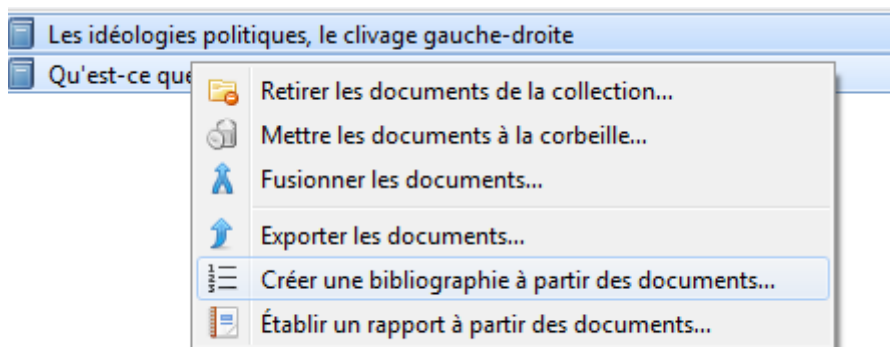 Les idéologies politiques, le clivage gauche-droite
Qu'est-ce que
Retirer les documents de la collection...
Mettre les documents à la corbeille...
Fusionner les documents...
Exporter les documents...
Créer une bibliographie à partir des documents...
Établir un rapport à partir des documents...